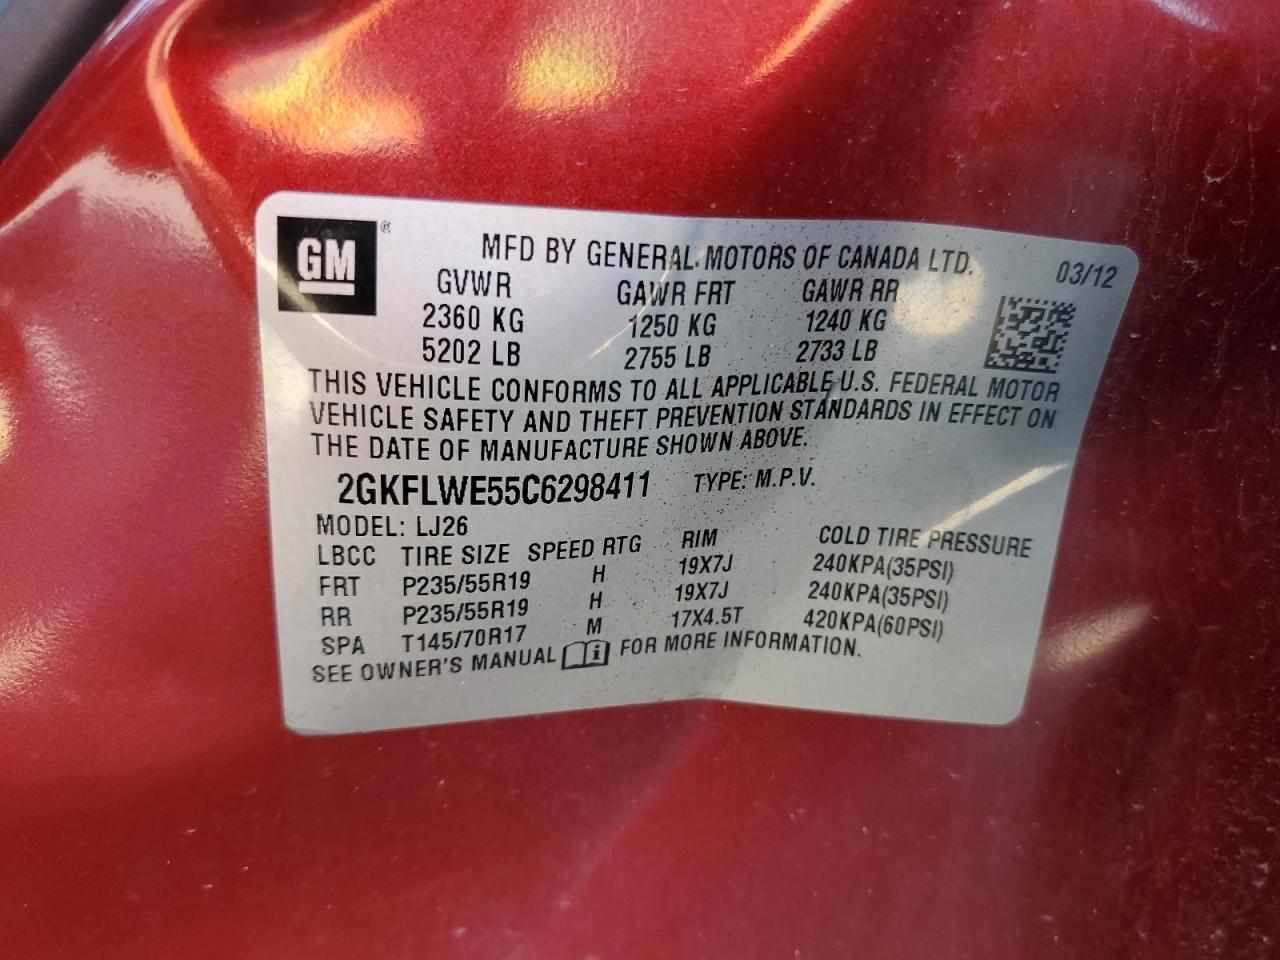 GM ®
MFD BY GENERAL MOTORS OF CANADA LTD. 03/12
GVWR GAWR FRT GAWR RR
2360 KG 1250 KG 1240 KG
5202 LB 2755 LB 2733 LB
THIS VEHICLE CONFORMS TO ALL APPLICABLE U.S. FEDERAL MOTOR
VEHICLE SAFETY AND THEFT PREVENTION STANDARDS IN EFFECT ON
THE DATE OF MANUFACTURE SHOWN ABOVE.
2GKFLWE55C6298411 TYPE: M.P.V.
MODEL: LJ26
LBCC TIRE SIZE SPEED RTG RIM COLD TIRE PRESSURE
FRT P235/55R19 H 19X7J 240KPA(35PSI)
RR P235/55R19 H 19X7J 240KPA(35PSI)
SPA T145/70R17 M 17X4.5T 420KPA(60PSI)
SEE OWNER'S MANUAL i FOR MORE INFORMATION.